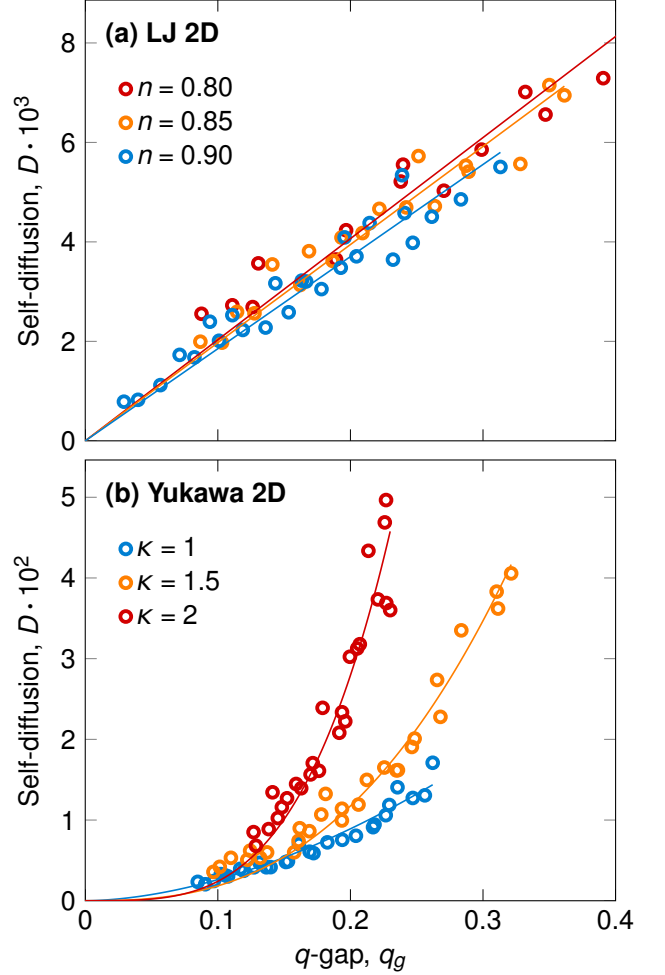 (a) LJ 2D
n = 0.80
n = 0.85
n = 0.90
Self-diffusion, D · 10³
8
6
4
2
0
(b) Yukawa 2D
κ = 1
κ = 1.5
κ = 2
Self-diffusion, D · 10²
5
4
3
2
1
0
0 0.1 0.2 0.3 0.4
q-gap, q_g